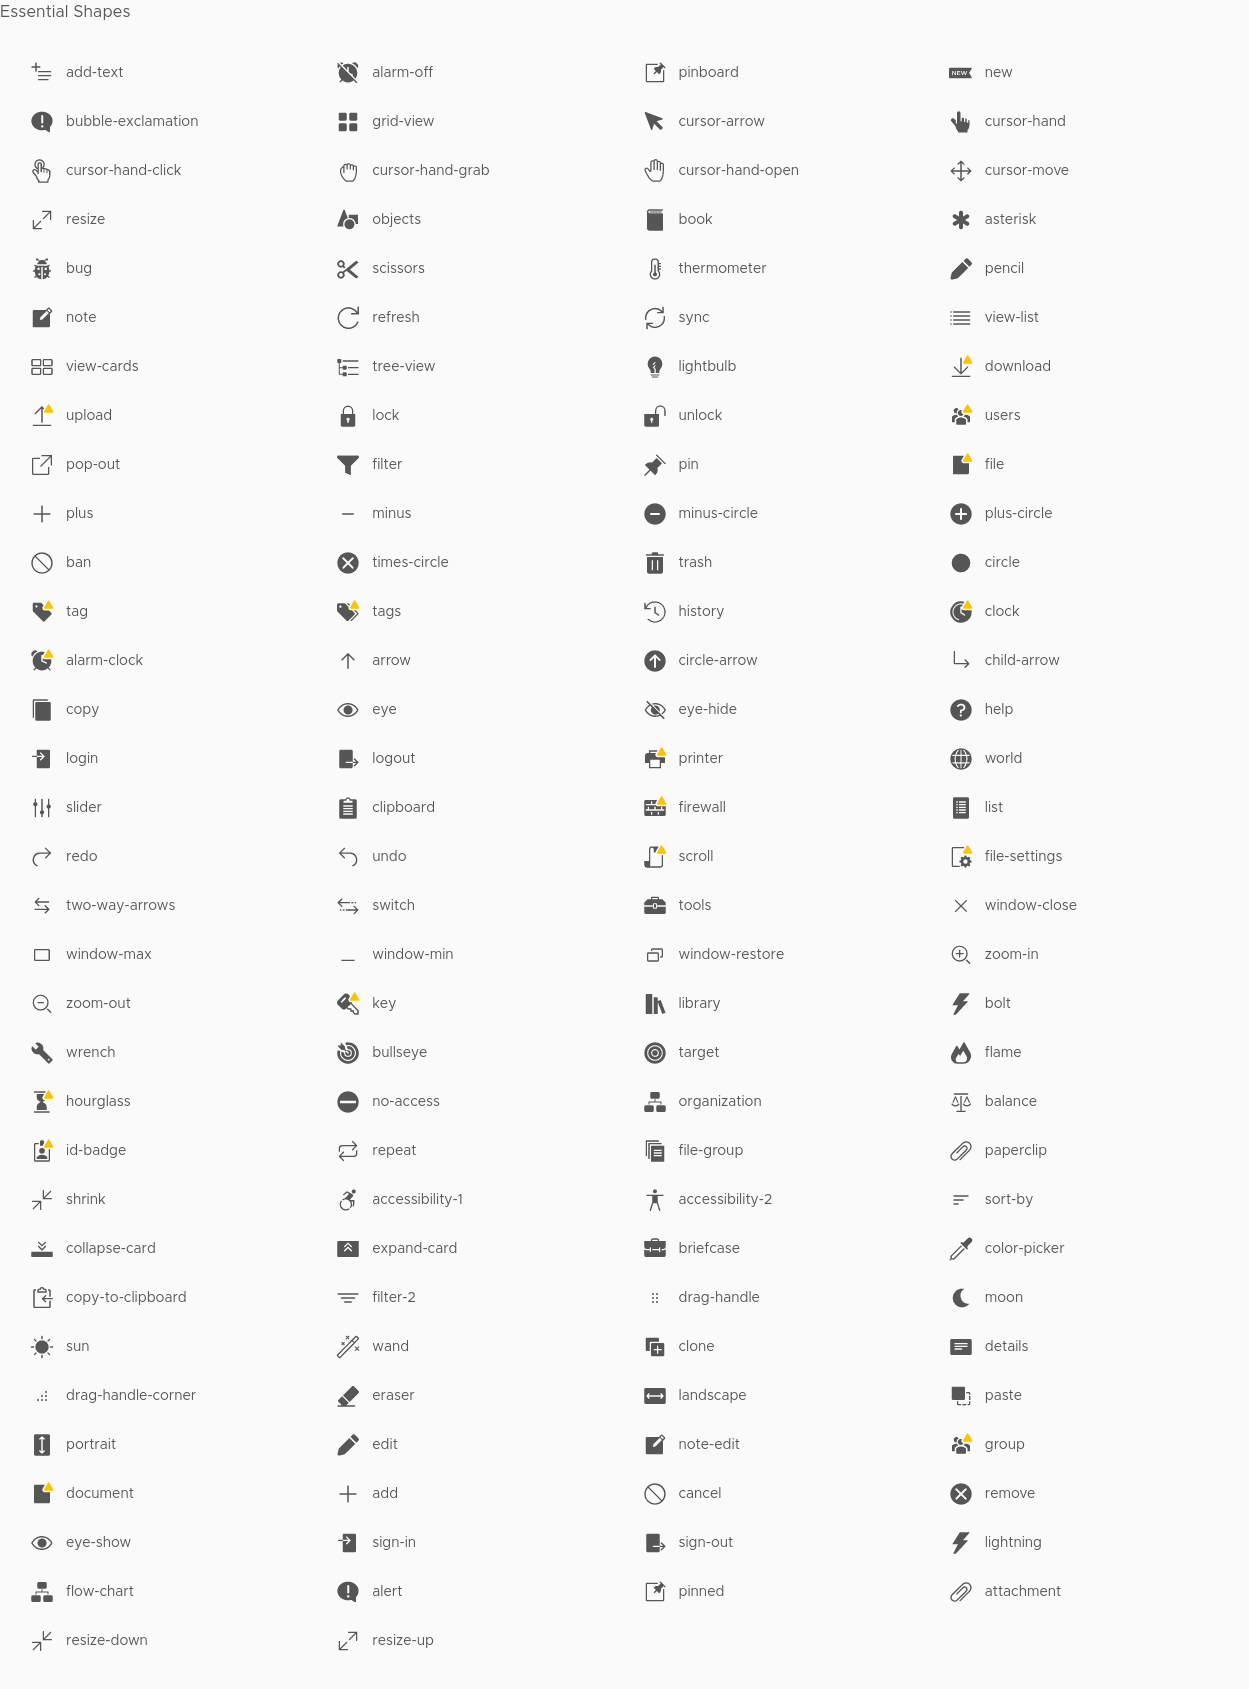 Essential Shapes
add-text alarm-off pinboard NEW new
bubble-exclamation grid-view cursor-arrow cursor-hand
cursor-hand-click cursor-hand-grab cursor-hand-open cursor-move
resize objects book asterisk
bug scissors thermometer pencil
note refresh sync view-list
view-cards tree-view lightbulb download
upload lock unlock users
pop-out filter pin file
plus minus minus-circle plus-circle
ban times-circle trash circle
tag tags history clock
alarm-clock arrow circle-arrow child-arrow
copy eye eye-hide help
login logout printer world
slider clipboard firewall list
redo undo scroll file-settings
two-way-arrows switch tools window-close
window-max window-min window-restore zoom-in
zoom-out key library bolt
wrench bullseye target flame
hourglass no-access organization balance
id-badge repeat file-group paperclip
shrink accessibility-1 accessibility-2 sort-by
collapse-card expand-card briefcase color-picker
copy-to-clipboard filter-2 drag-handle moon
sun wand clone details
drag-handle-corner eraser landscape paste
portrait edit note-edit group
document add cancel remove
eye-show sign-in sign-out lightning
flow-chart alert pinned attachment
resize-down resize-up